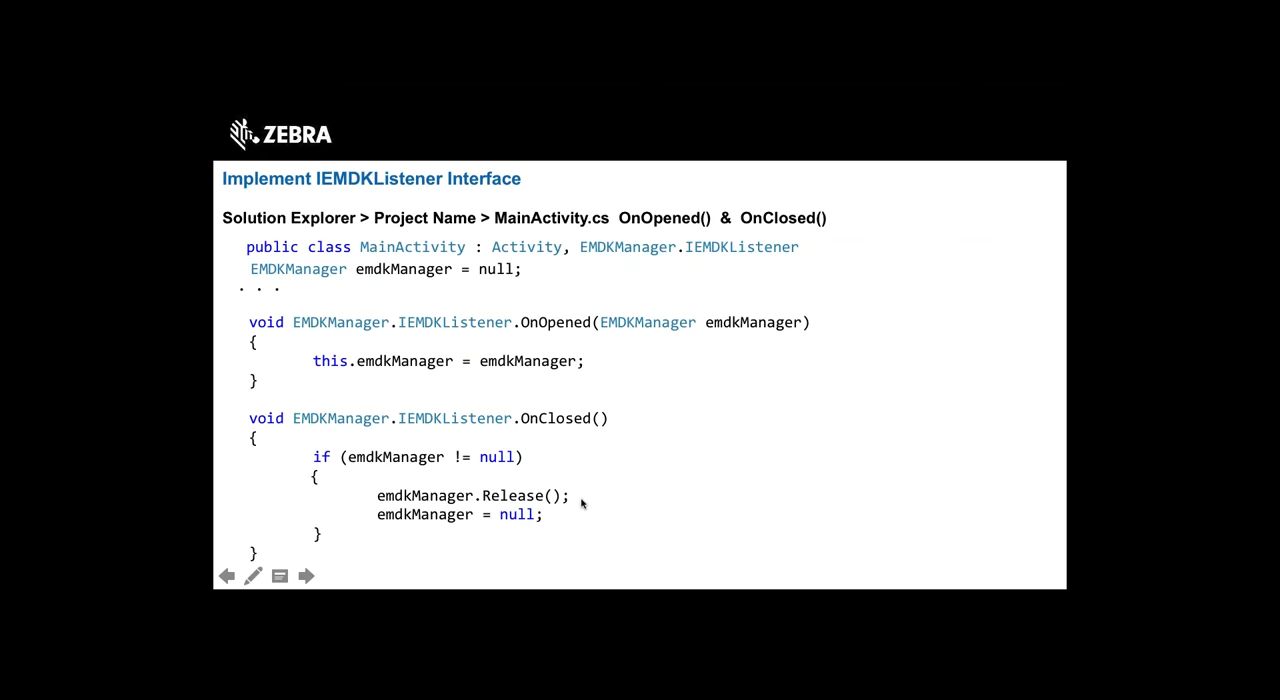 ZEBRA
Implement IEMDKListener Interface
Solution Explorer > Project Name > MainActivity.cs OnOpened() & OnClosed()
public class MainActivity : Activity, EMDKManager.IEMDKListener
EMDKManager emdkManager = null;
. . .
void EMDKManager.IEMDKListener.OnOpened(EMDKManager emdkManager)
{
this.emdkManager = emdkManager;
}
void EMDKManager.IEMDKListener.OnClosed()
{
if (emdkManager != null)
{
emdkManager.Release();
emdkManager = null;
}
}